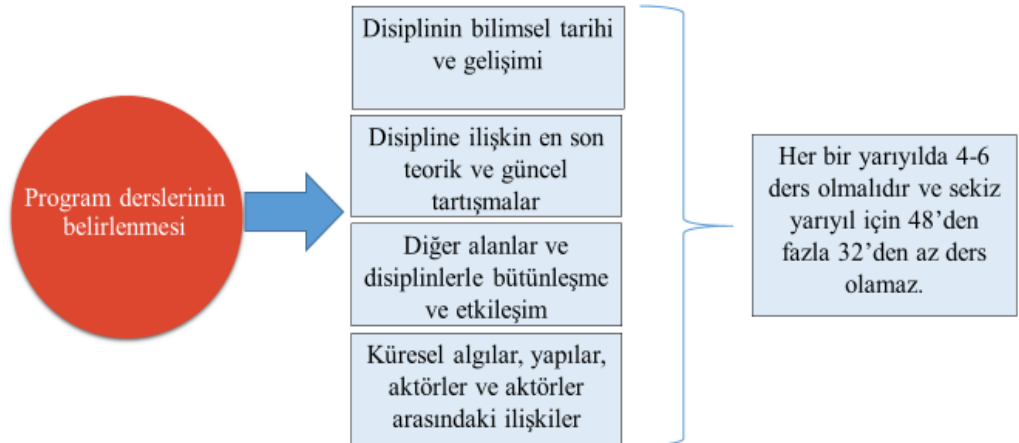 Program derslerinin
belirlenmesi
Disiplinin bilimsel tarihi
ve gelişimi
Disipline ilişkin en son
teorik ve güncel
tartışmalar
Diğer alanlar ve
disiplinlerle bütünleşme
ve etkileşim
Küresel algılar, yapılar,
aktörler ve aktörler
arasındaki ilişkiler
Her bir yarıyılda 4-6
ders olmalıdır ve sekiz
yarıyıl için 48’den
fazla 32’den az ders
olamaz.